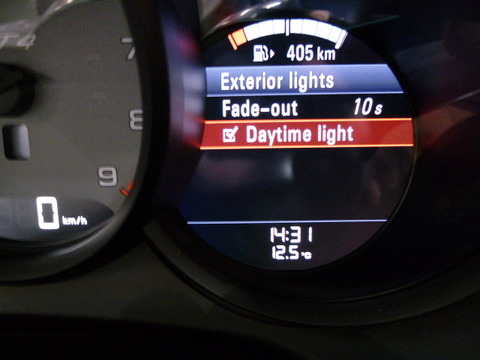 7
8
9
0 km/h
405 km
Exterior lights
Fade-out 10s
Daytime light
14:31
12.5 °C